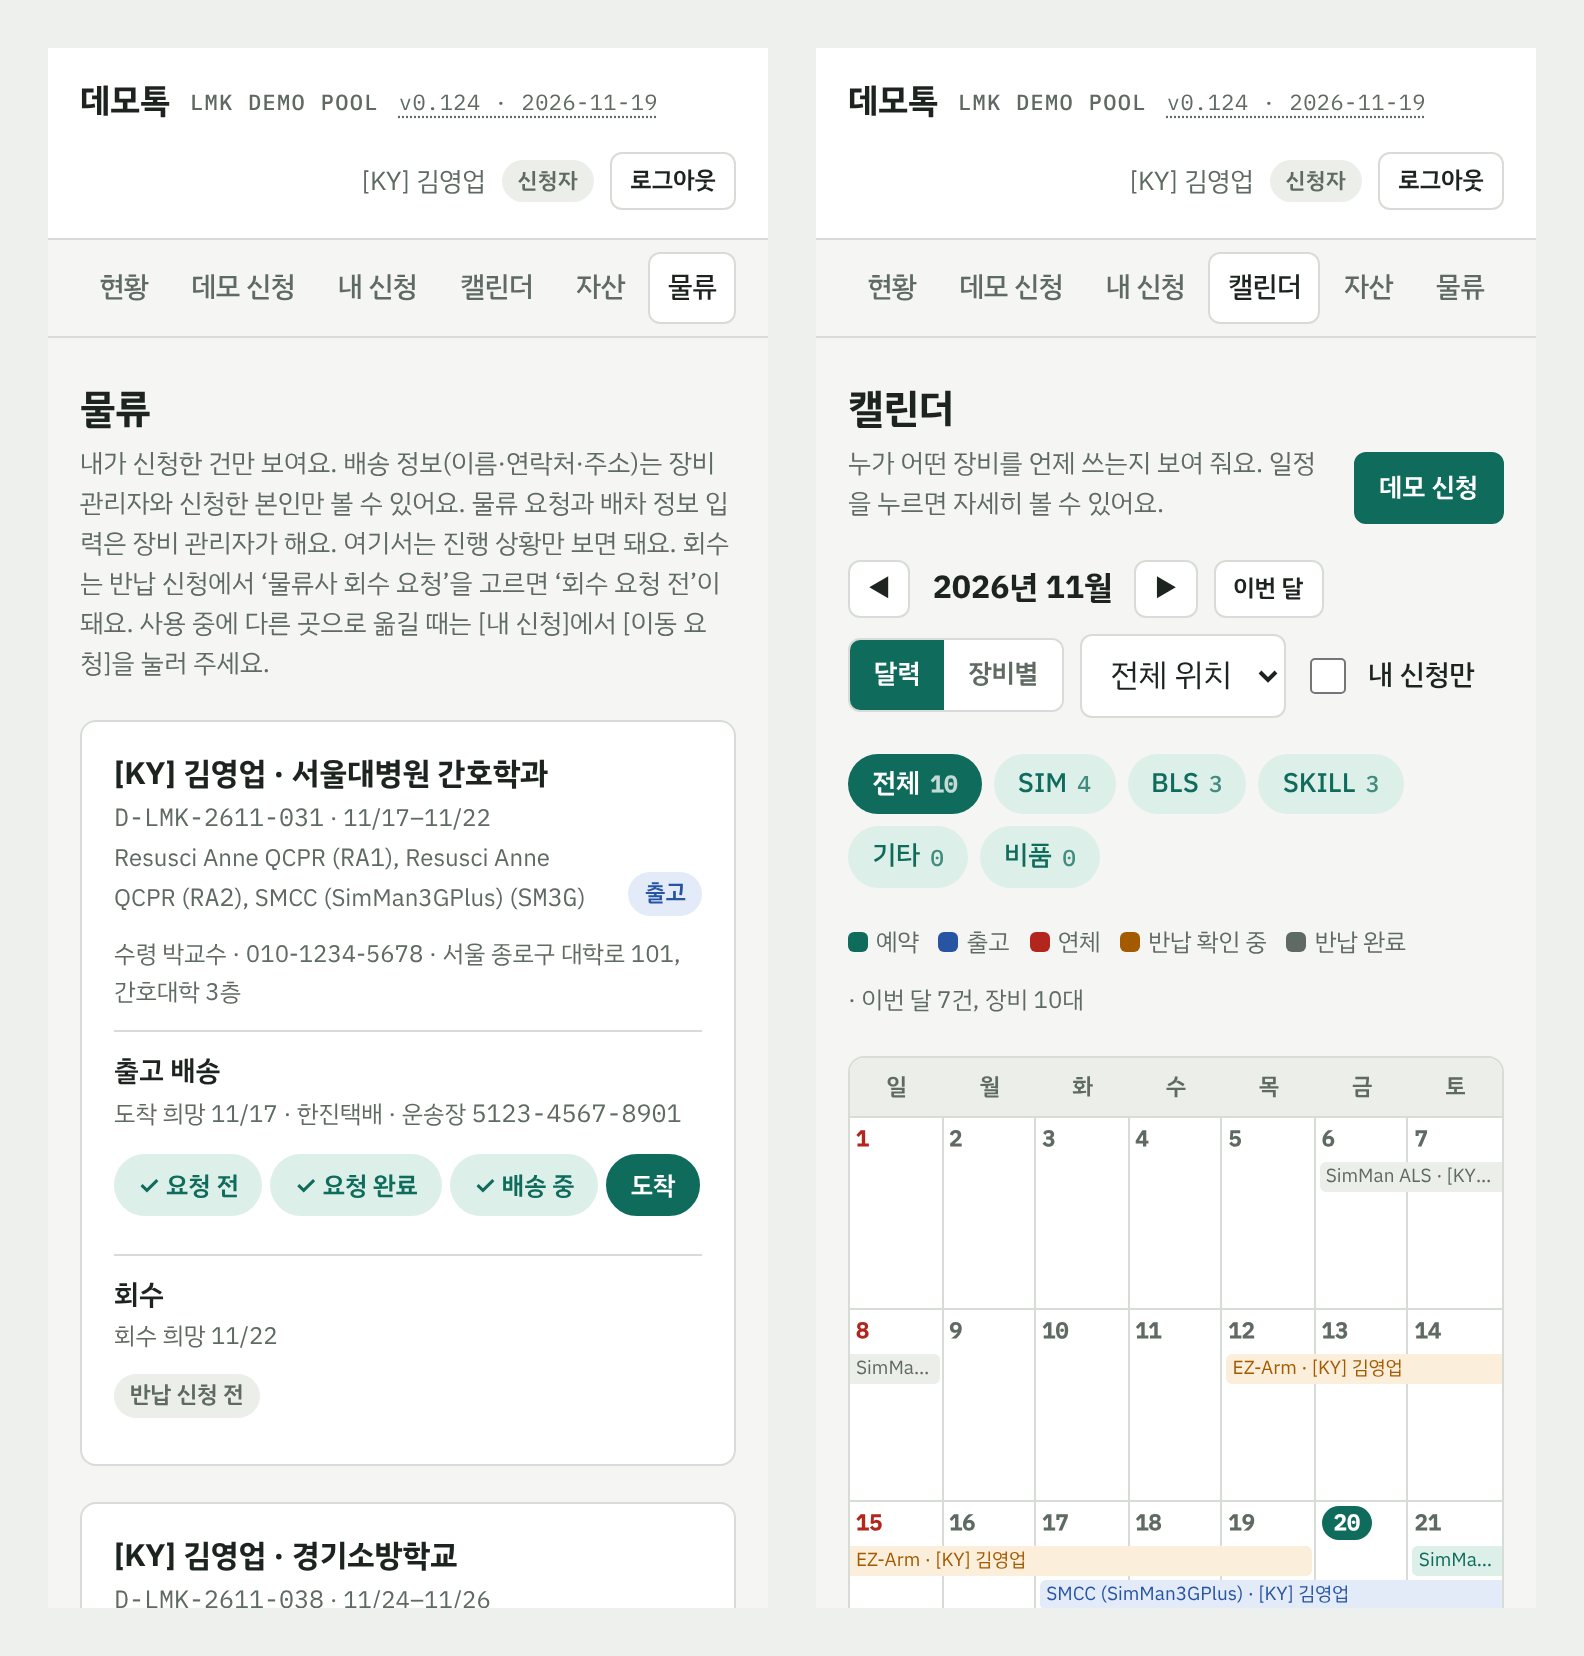 데모톡 LMK DEMO POOL v0.124 · 2026-11-19
[KY] 김영업 신청자 로그아웃
현황 데모 신청 내 신청 캘린더 자산 물류
물류
내가 신청한 건만 보여요. 배송 정보(이름·연락처·주소)는 장비
관리자와 신청한 본인만 볼 수 있어요. 물류 요청과 배차 정보 입
력은 장비 관리자가 해요. 여기서는 진행 상황만 보면 돼요. 회수
는 반납 신청에서 ‘물류사 회수 요청’을 고르면 ‘회수 요청 전’이
돼요. 사용 중에 다른 곳으로 옮길 때는 [내 신청]에서 [이동 요
청]을 눌러 주세요.
[KY] 김영업 · 서울대병원 간호학과
D-LMK-2611-031 · 11/17–11/22
Resusci Anne QCPR (RA1), Resusci Anne
QCPR (RA2), SMCC (SimMan3GPlus) (SM3G) 출고
수령 박교수 · 010-1234-5678 · 서울 종로구 대학로 101,
간호대학 3층
출고 배송
도착 희망 11/17 · 한진택배 · 운송장 5123-4567-8901
✓ 요청 전 ✓ 요청 완료 ✓ 배송 중 도착
회수
회수 희망 11/22
반납 신청 전
[KY] 김영업 · 경기소방학교
D-LMK-2611-038 · 11/24–11/26
데모톡 LMK DEMO POOL v0.124 · 2026-11-19
[KY] 김영업 신청자 로그아웃
현황 데모 신청 내 신청 캘린더 자산 물류
캘린더
누가 어떤 장비를 언제 쓰는지 보여 줘요. 일정
을 누르면 자세히 볼 수 있어요.
데모 신청
◀ 2026년 11월 ▶ 이번 달
달력 장비별 전체 위치 내 신청만
전체 10 SIM 4 BLS 3 SKILL 3
기타 0 비품 0
예약 출고 연체 반납 확인 중 반납 완료
· 이번 달 7건, 장비 10대
일 월 화 수 목 금 토
1 2 3 4 5 6 7
SimMan ALS · [KY...
8 9 10 11 12 13 14
SimMa... EZ-Arm · [KY] 김영업
15 16 17 18 19 20 21
EZ-Arm · [KY] 김영업 SimMa...
SMCC (SimMan3GPlus) · [KY] 김영업